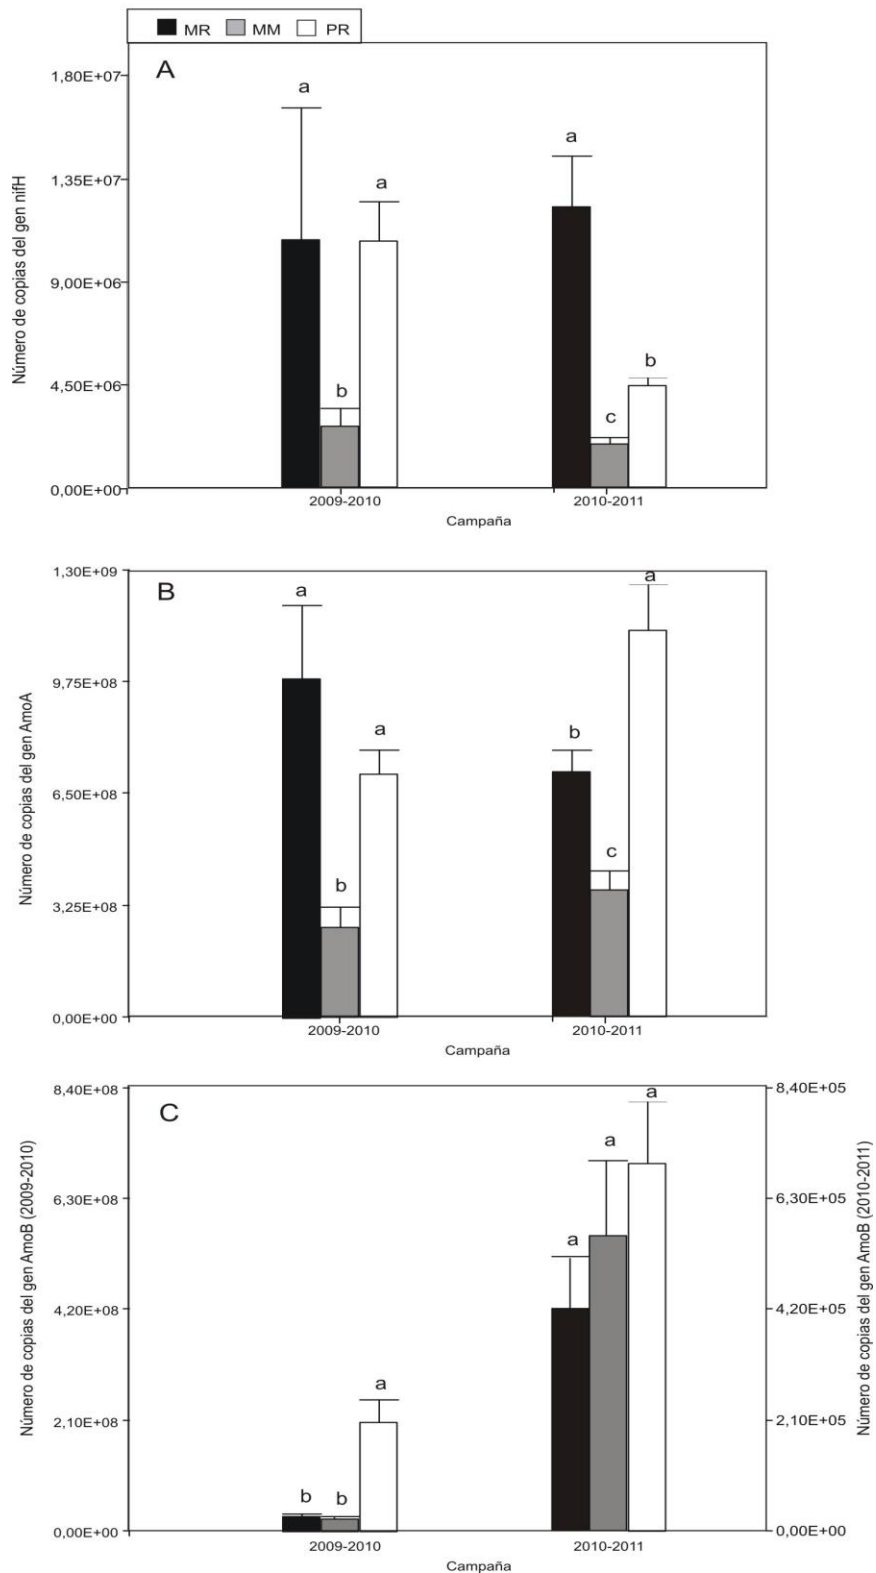 MR MM PR
A
Número de copias del gen nifH
1,80E+07
1,35E+07
9,00E+06
4,50E+06
0,00E+00
a
b
a
a
c
b
2009-2010
2010-2011
Campaña
B
Número de copias del gen AmoA
1,30E+09
9,75E+08
6,50E+08
3,25E+08
0,00E+00
a
b
a
b
c
a
2009-2010
2010-2011
Campaña
C
Número de copias del gen AmoB (2009-2010)
8,40E+08
6,30E+08
4,20E+08
2,10E+08
0,00E+00
b
b
a
a
a
a
8,40E+05
6,30E+05
4,20E+05
2,10E+05
0,00E+00
Número de copias del gen AmoB (2010-2011)
2009-2010
2010-2011
Campaña